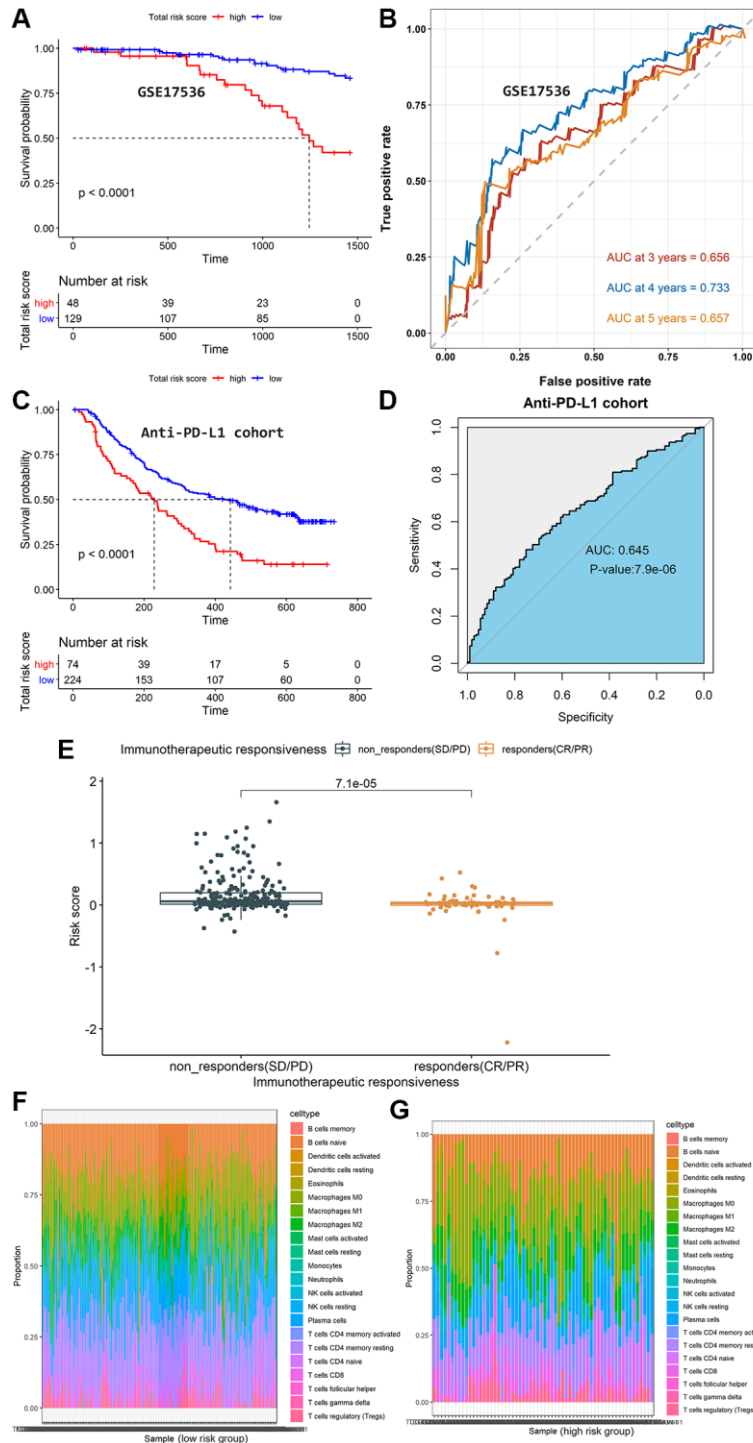 A
Total risk score high low
GSE17536
p < 0.0001
Survival probability
1.00
0.75
0.50
0.25
0.00
0 500 1000 1500
Time
Number at risk
Total risk score
high 48 39 23 0
low 129 107 85 0
0 500 1000 1500
Time
B
GSE17536
True positive rate
1.00
0.75
0.50
0.25
0.00
AUC at 3 years = 0.656
AUC at 4 years = 0.733
AUC at 5 years = 0.657
0.00 0.25 0.50 0.75 1.00
False positive rate
C
Total risk score high low
Anti-PD-L1 cohort
p < 0.0001
Survival probability
1.00
0.75
0.50
0.25
0.00
0 200 400 600 800
Time
Number at risk
Total risk score
high 74 39 17 5 0
low 224 153 107 60 0
0 200 400 600 800
Time
D
Anti-PD-L1 cohort
Sensitivity
1.0
0.8
0.6
0.4
0.2
0.0
AUC: 0.645
P-value:7.9e-06
1.0 0.8 0.6 0.4 0.2 0.0
Specificity
E
Immunotherapeutic responsiveness non_responders(SD/PD) responders(CR/PR)
7.1e-05
Risk score
2
1
0
-1
-2
non_responders(SD/PD) responders(CR/PR)
Immunotherapeutic responsiveness
F
Proportion
1.00
0.75
0.50
0.25
0.00
Sample (low risk group)
celltype
B cells memory
B cells naive
Dendritic cells activated
Dendritic cells resting
Eosinophils
Macrophages M0
Macrophages M1
Macrophages M2
Mast cells activated
Mast cells resting
Monocytes
Neutrophils
NK cells activated
NK cells resting
Plasma cells
T cells CD4 memory activated
T cells CD4 memory resting
T cells CD4 naive
T cells CD8
T cells follicular helper
T cells gamma delta
T cells regulatory (Tregs)
G
Proportion
1.00
0.75
0.50
0.25
0.00
Sample (high risk group)
celltype
B cells memory
B cells naive
Dendritic cells activated
Dendritic cells resting
Eosinophils
Macrophages M0
Macrophages M1
Macrophages M2
Mast cells activated
Mast cells resting
Monocytes
Neutrophils
NK cells activated
NK cells resting
Plasma cells
T cells CD4 memory act
T cells CD4 memory res
T cells CD4 naive
T cells CD8
T cells follicular helper
T cells gamma delta
T cells regulatory (Tregs)